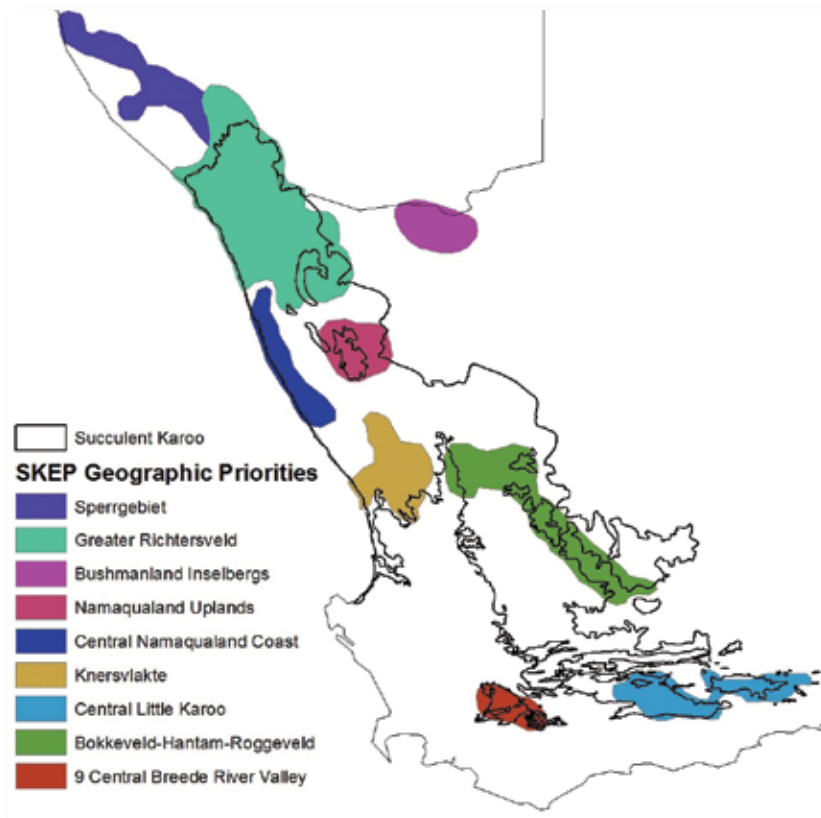 Succulent Karoo
SKEP Geographic Priorities
Sperrgebiet
Greater Richtersveld
Bushmanland Inselbergs
Namaqualand Uplands
Central Namaqualand Coast
Knersvlakte
Central Little Karoo
Bokkeveld-Hantam-Roggeveld
9 Central Breede River Valley